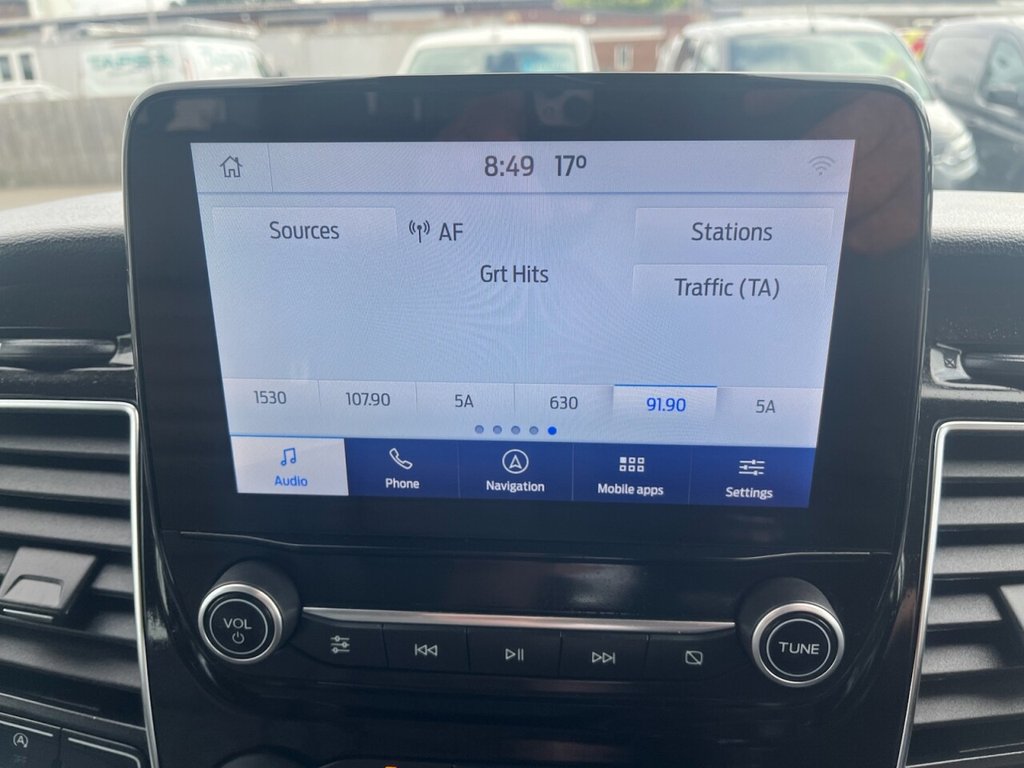 8:49 17º
Sources AF Stations
Grt Hits
Traffic (TA)
1530 107.90 5A 630 91.90 5A
Audio Phone Navigation Mobile apps Settings
VOL TUNE
A